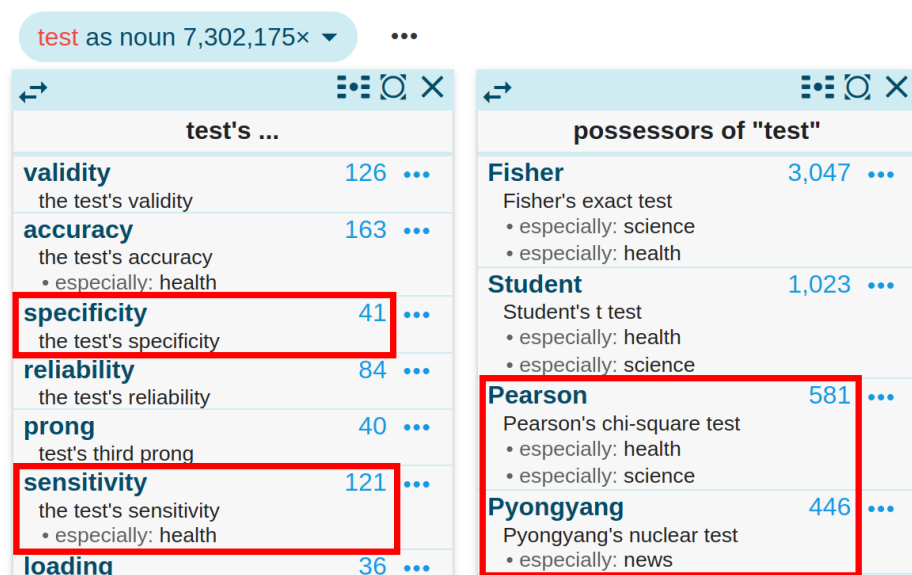 test as noun 7,302,175×
test's ...
validity 126
the test's validity
accuracy 163
the test's accuracy
• especially: health
specificity 41
the test's specificity
reliability 84
the test's reliability
prong 40
test's third prong
sensitivity 121
the test's sensitivity
• especially: health
loading 36
possessors of "test"
Fisher 3,047
Fisher's exact test
• especially: science
• especially: health
Student 1,023
Student's t test
• especially: health
• especially: science
Pearson 581
Pearson's chi-square test
• especially: health
• especially: science
Pyongyang 446
Pyongyang's nuclear test
• especially: news